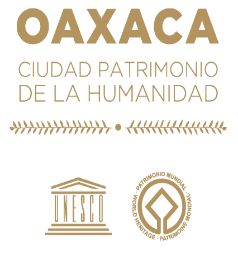 OAXACA
CIUDAD PATRIMONIO
DE LA HUMANIDAD
UNESCO
PATRIMONIO MUNDIAL • WORLD HERITAGE • PATRIMOINE MONDIAL •